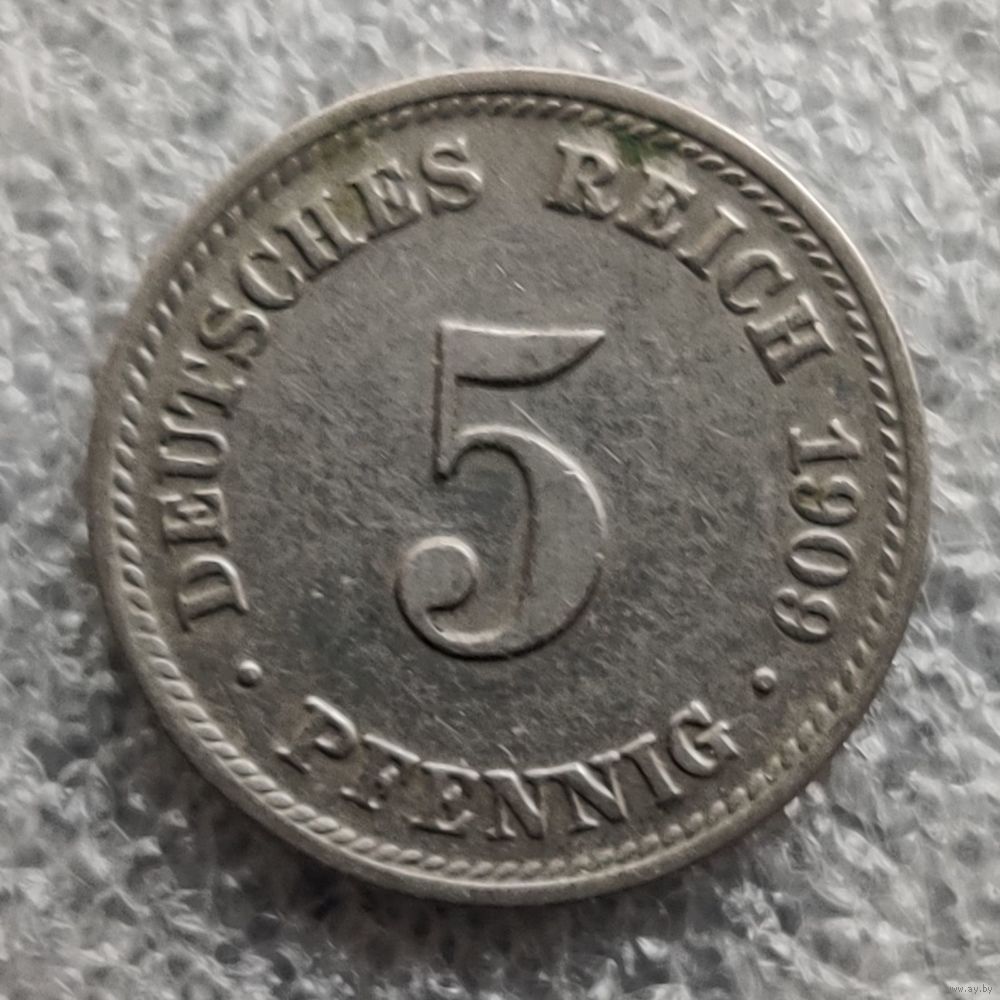 DEUTSCHES REICH 1909
5
· PFENNIG ·
www.ay.by